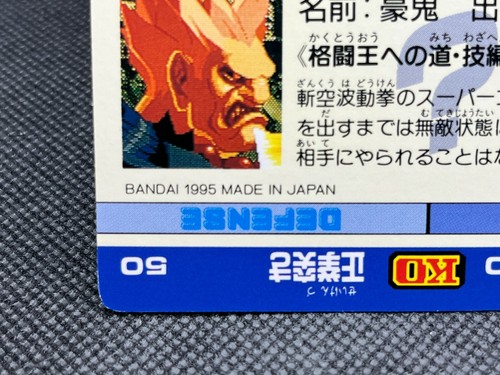 名前：豪鬼 出
かくとうおう みち わざへ
《格闘王への道・技編
ざんくう は どうけん
斬空波動拳のスーパーコ
だ むてきじょうたい
を出すまでは無敵状態に
あいて
相手にやられることはな
BANDAI 1995 MADE IN JAPAN
DEFENSE
せいけん づ
KO 正拳突き 50